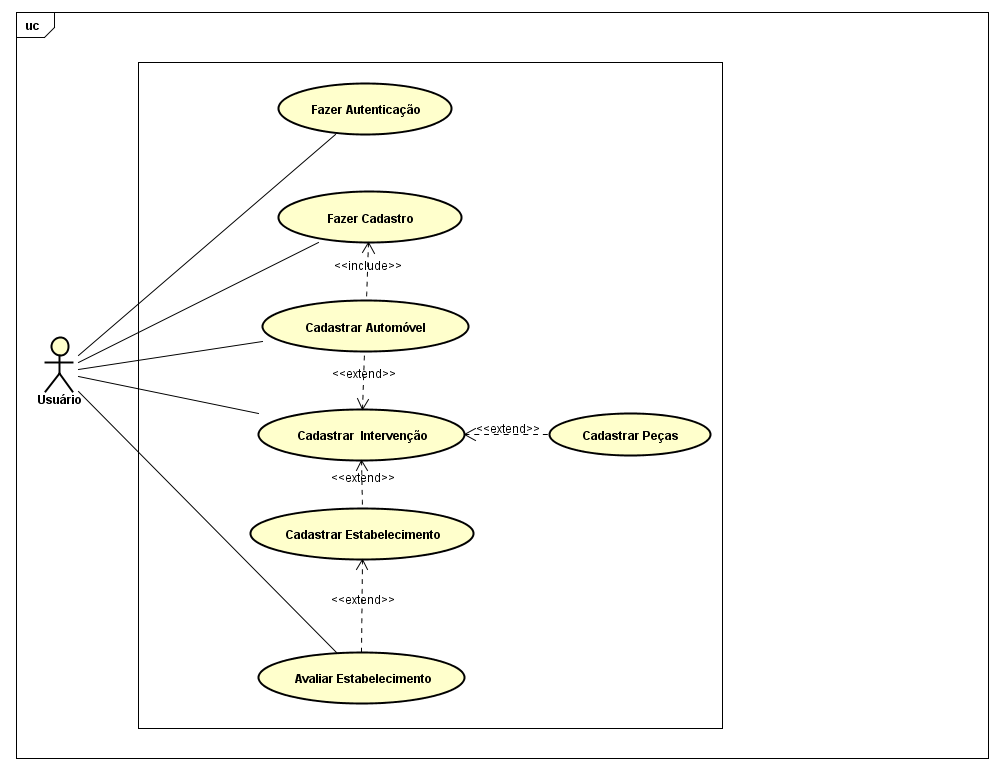 uc
Fazer Autenticação
Fazer Cadastro
<<include>>
Cadastrar Automóvel
<<extend>>
Usuário
Cadastrar  Intervenção
<<extend>>
Cadastrar Peças
<<extend>>
Cadastrar Estabelecimento
<<extend>>
Avaliar Estabelecimento